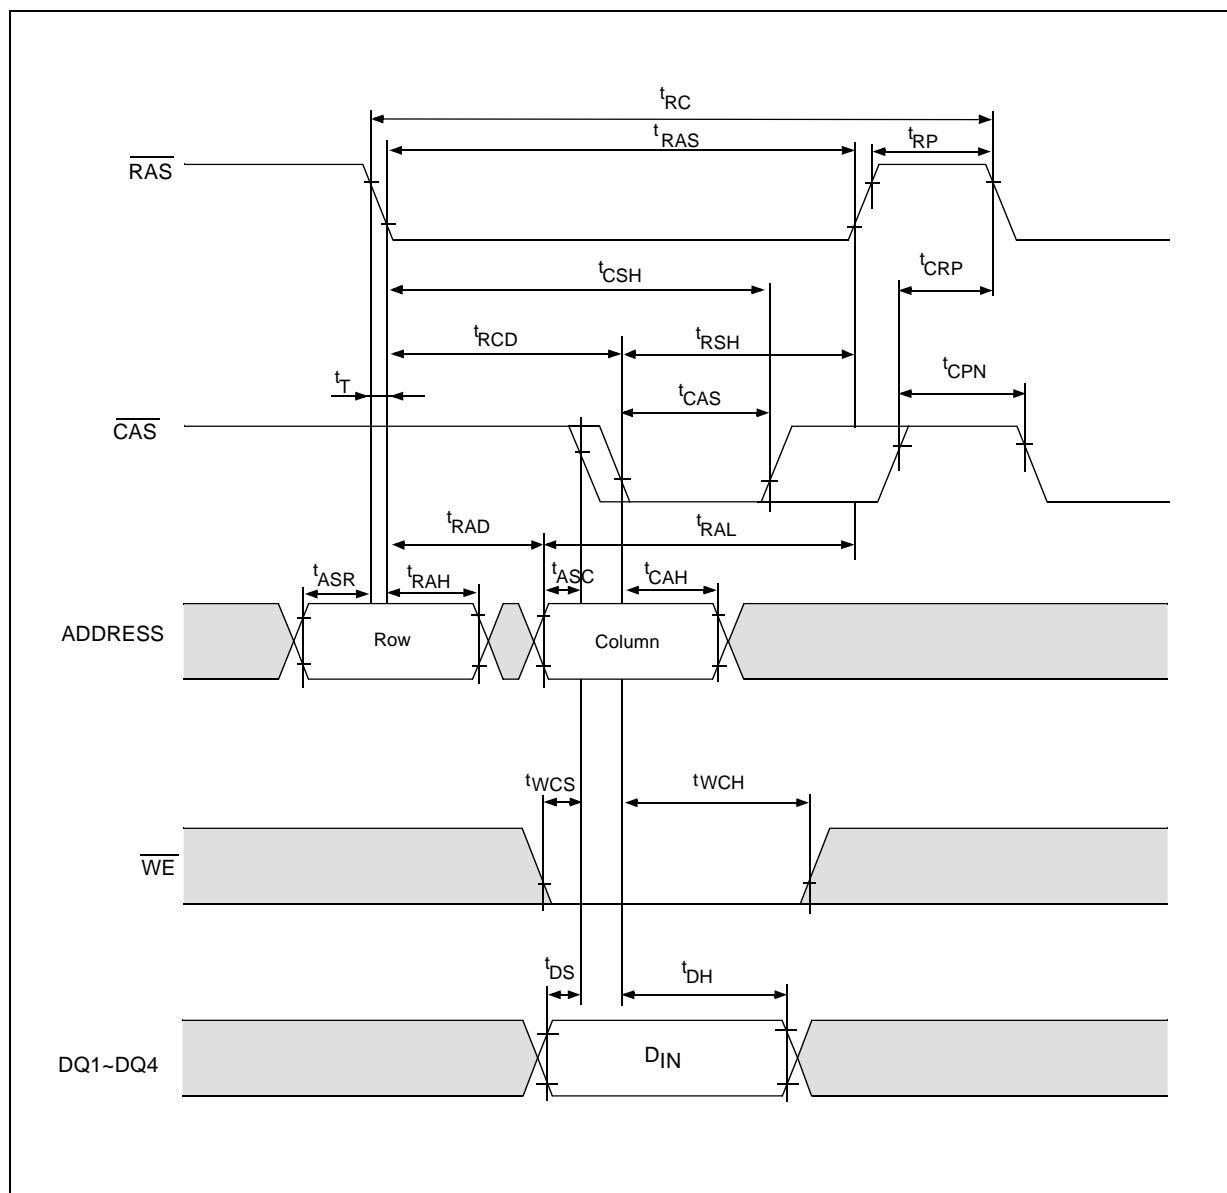 tRC
tRAS
tRP
RAS
tCSH
tCRP
tRCD
tRSH
tT
tCAS
tCPN
CAS
tRAD
tRAL
tASR
tRAH
tASC
tCAH
ADDRESS
Row
Column
tWCS
tWCH
WE
tDS
tDH
DQ1~DQ4
DIN